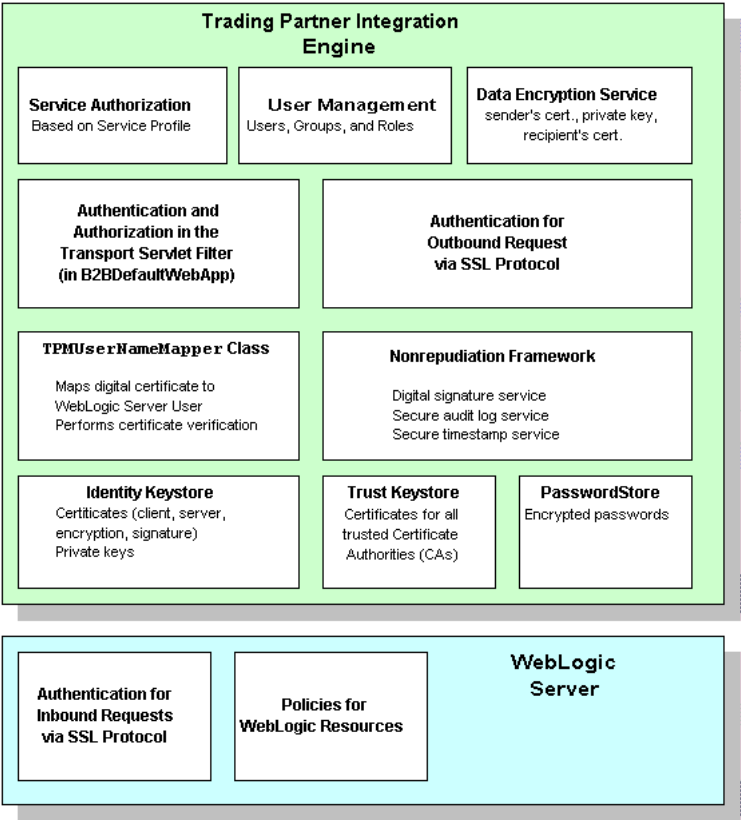 Trading Partner Integration
Engine
Service Authorization
Based on Service Profile
User Management
Users, Groups, and Roles
Data Encryption Service
sender's cert., private key,
recipient's cert.
Authentication and
Authorization in the
Transport Servlet Filter
(in B2BDefaultWebApp)
Authentication for
Outbound Request
via SSL Protocol
TPMUserNameMapper Class
Maps digital certificate to
WebLogic Server User
Performs certificate verification
Nonrepudiation Framework
Digital signature service
Secure audit log service
Secure timestamp service
Identity Keystore
Certificates (client, server,
encryption, signature)
Private keys
Trust Keystore
Certificates for all
trusted Certificate
Authorities (CAs)
PasswordStore
Encrypted passwords
WebLogic
Server
Authentication for
Inbound Requests
via SSL Protocol
Policies for
WebLogic Resources